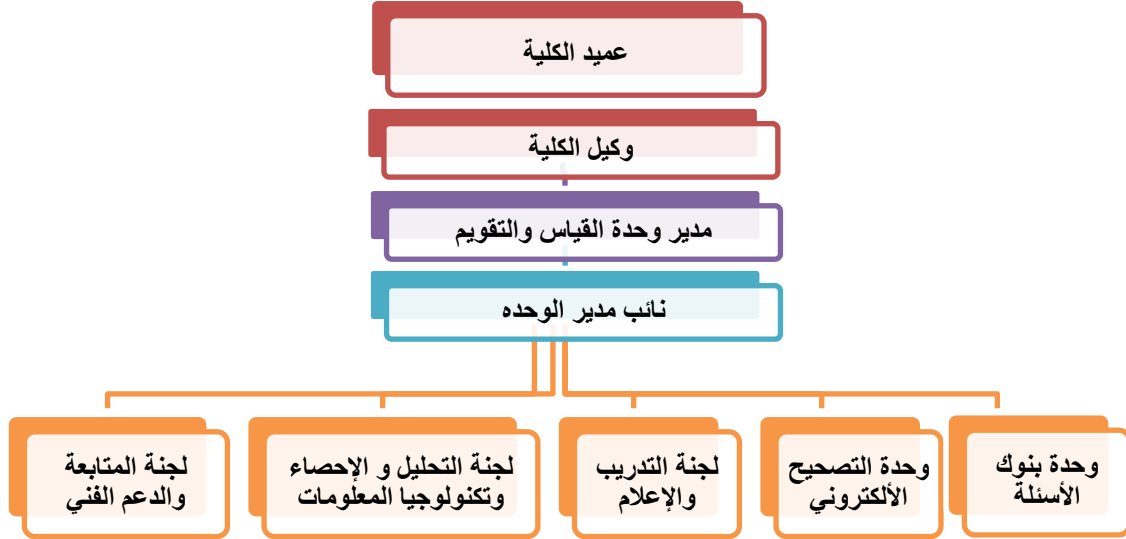 عميد الكلية
وكيل الكلية
مدير وحدة القياس والتقويم
نائب مدير الوحده
وحدة بنوك
الأسئلة
وحدة التصحيح
الألكتروني
لجنة التدريب
والإعلام
لجنة التحليل و الإحصاء
وتكنولوجيا المعلومات
لجنة المتابعة
والدعم الفني